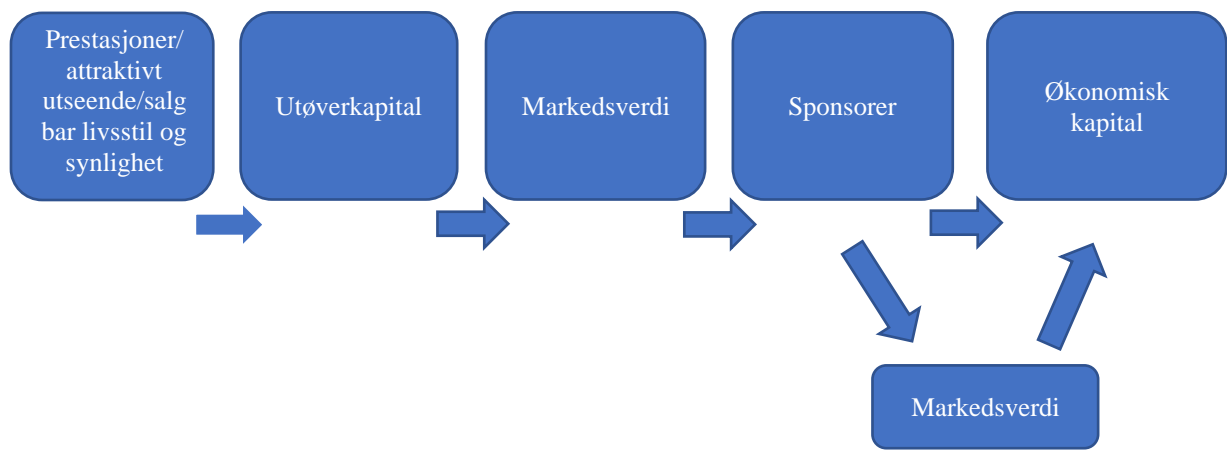 Prestasjoner/
attraktivt
utseende/salg
bar livsstil og
synlighet
Utøverkapital
Markedsverdi
Sponsorer
Økonomisk
kapital
Markedsverdi